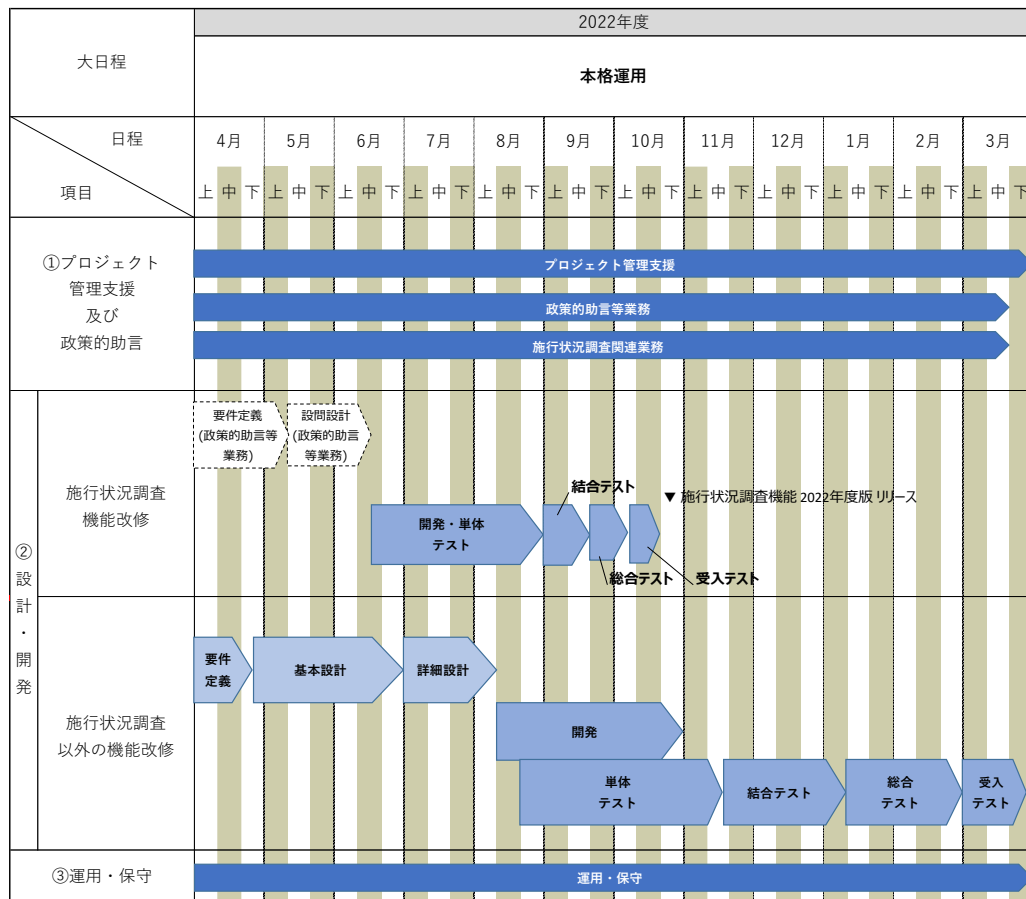 2022年度
大日程
本格運用
日程
項目
4月 5月 6月 7月 8月 9月 10月 11月 12月 1月 2月 3月
上 中 下 上 中 下 上 中 下 上 中 下 上 中 下 上 中 下 上 中 下 上 中 下 上 中 下 上 中 下 上 中 下 上 中 下
①プロジェクト
管理支援
及び
政策的助言
プロジェクト管理支援
政策的助言等業務
施行状況調査関連業務
②
設
計
・
開
発
施行状況調査
機能改修
要件定義
(政策的助言等
業務)
設問設計
(政策的助言
等業務)
開発・単体
テスト
結合テスト
総合テスト
受入テスト
▼ 施行状況調査機能 2022年度版 リリース
施行状況調査
以外の機能改修
要件
定義
基本設計
詳細設計
開発
単体
テスト
結合テスト
総合
テスト
受入
テスト
③運用・保守
運用・保守